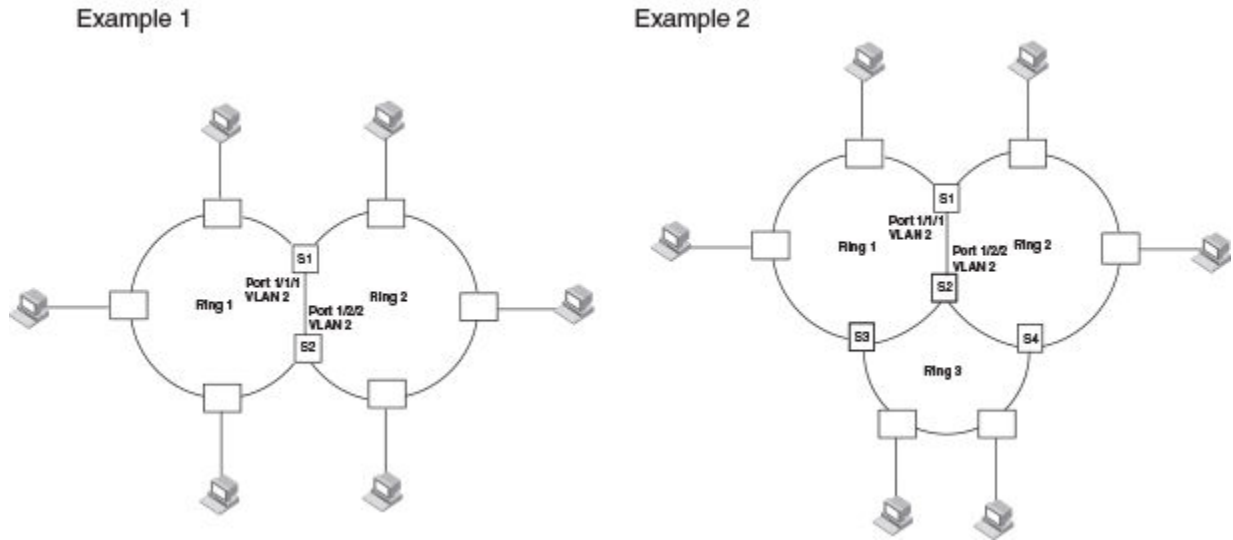 Example 1
S1
Port 1/1/1
VLAN 2
Ring 1
Ring 2
Port 1/2/2
VLAN 2
S2
Example 2
S1
Port 1/1/1
VLAN 2
Ring 1
Ring 2
Port 1/2/2
VLAN 2
S2
S3
S4
Ring 3